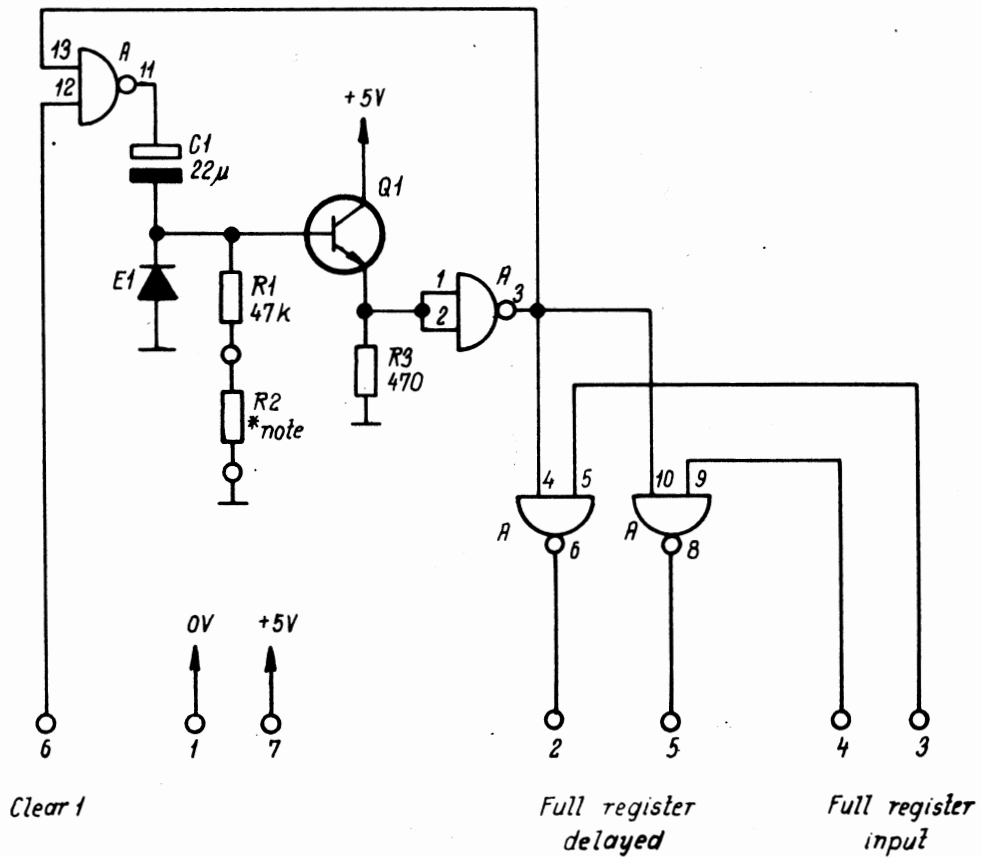 13
A
12
11
C1
22µ
+5V
Q1
E1
R1
47k
1
2
A
3
R3
470
R2
*note
4
5
10
9
A
6
A
8
0V
+5V
6
1
7
2
5
4
3
Clear 1
Full register
delayed
Full register
input